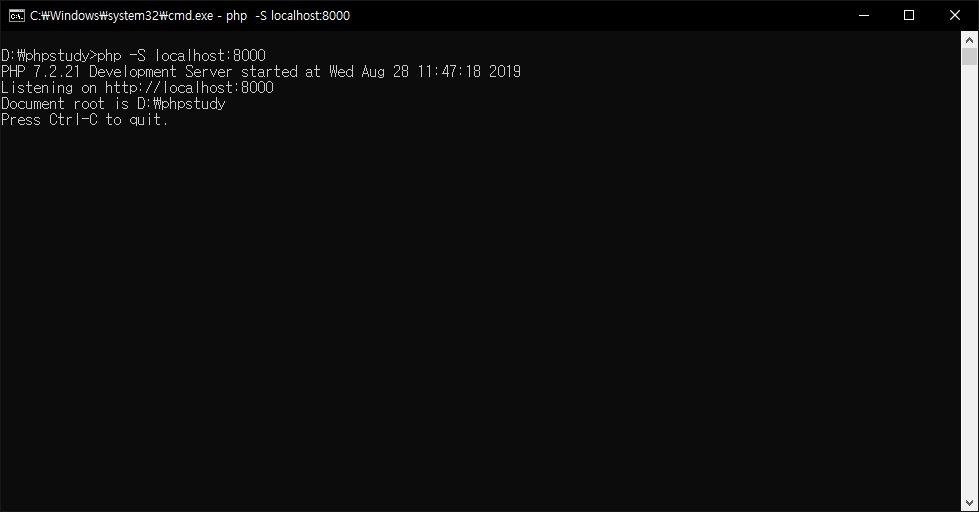 C:₩Windows₩system32₩cmd.exe - php  -S localhost:8000
D:₩phpstudy>php -S localhost:8000
PHP 7.2.21 Development Server started at Wed Aug 28 11:47:18 2019
Listening on http://localhost:8000
Document root is D:₩phpstudy
Press Ctrl-C to quit.